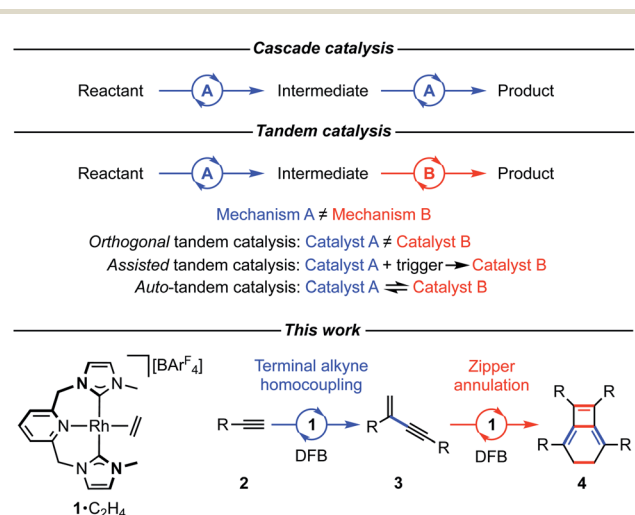 Cascade catalysis
Reactant A Intermediate A Product
Tandem catalysis
Reactant A Intermediate B Product
Mechanism A ≠ Mechanism B
Orthogonal tandem catalysis: Catalyst A ≠ Catalyst B
Assisted tandem catalysis: Catalyst A + trigger → Catalyst B
Auto-tandem catalysis: Catalyst A ⇌ Catalyst B
This work
[BArF4]
Terminal alkyne
homocoupling
Zipper
annulation
N N
N Rh
N N
R 1 R R 1 R R R R
DFB DFB
2 3 4
1•C2H4